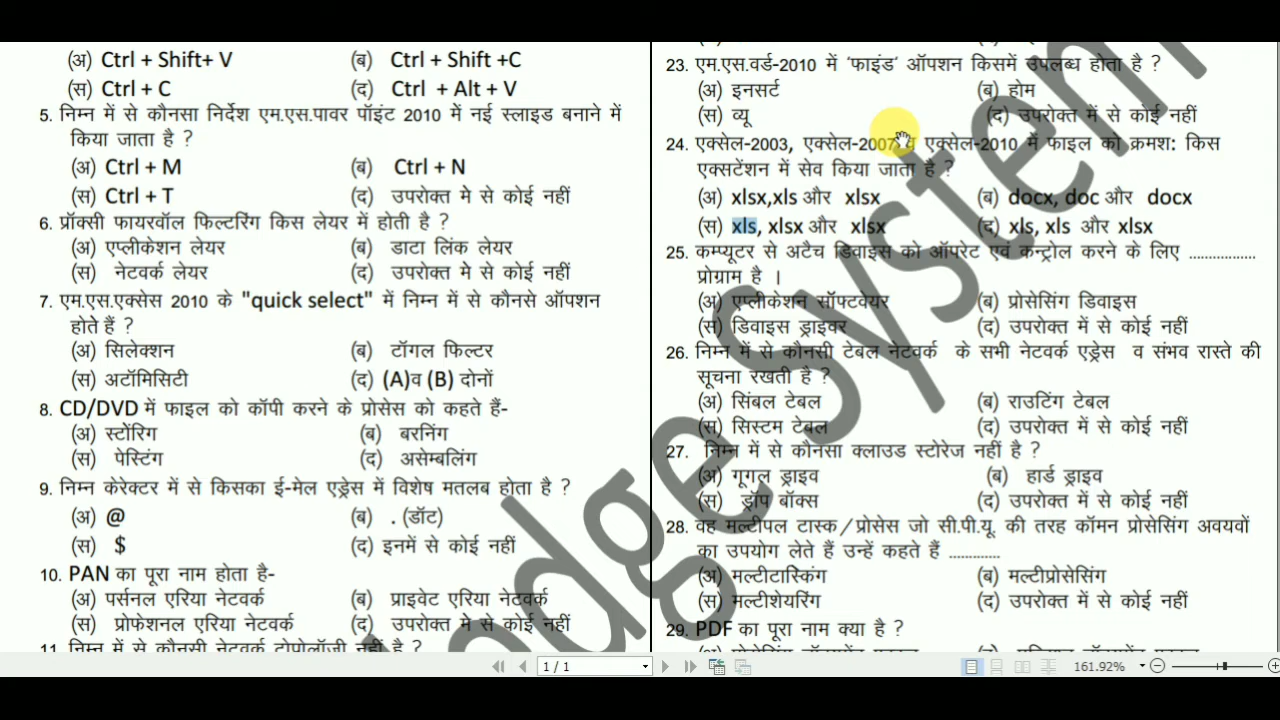 (अ) Ctrl + Shift+ V (ब) Ctrl + Shift +C
(स) Ctrl + C (द) Ctrl + Alt + V
5. निम्न में से कौनसा निर्देश एम.एस.पावर पॉइंट 2010 में नई स्लाइड बनाने में
किया जाता है ?
(अ) Ctrl + M (ब) Ctrl + N
(स) Ctrl + T (द) उपरोक्त मे से कोई नहीं
6. प्रॉक्सी फायरवॉल फिल्टरिंग किस लेयर में होती है ?
(अ) एप्लीकेशन लेयर (ब) डाटा लिंक लेयर
(स) नेटवर्क लेयर (द) उपरोक्त मे से कोई नहीं
7. एम.एस.एक्सेस 2010 के "quick select" में निम्न में से कौनसे ऑपशन
होते हैं ?
(अ) सिलेक्शन (ब) टॉगल फिल्टर
(स) अटॉमिसिटी (द) (A)व (B) दोनों
8. CD/DVD में फाइल को कॉपी करने के प्रोसेस को कहते हैं-
(अ) स्टोरिंग (ब) बरनिंग
(स) पेस्टिंग (द) असेम्बलिंग
9. निम्न केरेक्टर में से किसका ई-मेल एड्रेस में विशेष मतलब होता है ?
(अ) @ (ब) . (डॉट)
(स) $ (द) इनमें से कोई नहीं
10. PAN का पूरा नाम होता है-
(अ) पर्सनल एरिया नेटवर्क (ब) प्राइवेट एरिया नेटवर्क
(स) प्रोफेशनल एरिया नेटवर्क (द) उपरोक्त मे से कोई नहीं
11. निम्न में से कौनसी नेटवर्क टोपोलॉजी नहीं है ?
23. एम.एस.वर्ड-2010 में 'फाइंड' ऑपशन किसमें उपलब्ध होता है ?
(अ) इनसर्ट (ब) होम
(स) व्यू (द) उपरोक्त में से कोई नहीं
24. एक्सेल-2003, एक्सेल-2007 व एक्सेल-2010 में फाइल को क्रमश: किस
एक्सटेंशन में सेव किया जाता है ?
(अ) xlsx,xls और xlsx (ब) docx, doc और docx
(स) xls, xlsx और xlsx (द) xls, xls और xlsx
25. कम्प्यूटर से अटैच डिवाइस को ऑपरेट एवं कन्ट्रोल करने के लिए .................
प्रोग्राम है ।
(अ) एप्लीकेशन सॉफ्टवेयर (ब) प्रोसेसिंग डिवाइस
(स) डिवाइस ड्राइवर (द) उपरोक्त में से कोई नहीं
26. निम्न में से कौनसी टेबल नेटवर्क के सभी नेटवर्क एड्रेस व संभव रास्ते की
सूचना रखती है ?
(अ) सिंबल टेबल (ब) राउटिंग टेबल
(स) सिस्टम टेबल (द) उपरोक्त में से कोई नहीं
27. निम्न में से कौनसा क्लाउड स्टोरेज नहीं है ?
(अ) गूगल ड्राइव (ब) हार्ड ड्राइव
(स) ड्रॉप बॉक्स (द) उपरोक्त में से कोई नहीं
28. वह मल्टीपल टास्क/प्रोसेस जो सी.पी.यू. की तरह कॉमन प्रोसेसिंग अवयवों
का उपयोग लेते हैं उन्हें कहते हैं .............
(अ) मल्टीटास्किंग (ब) मल्टीप्रोसेसिंग
(स) मल्टीशेयरिंग (द) उपरोक्त में से कोई नहीं
29. PDF का पूरा नाम क्या है ?
dge System
1 / 1
161.92%